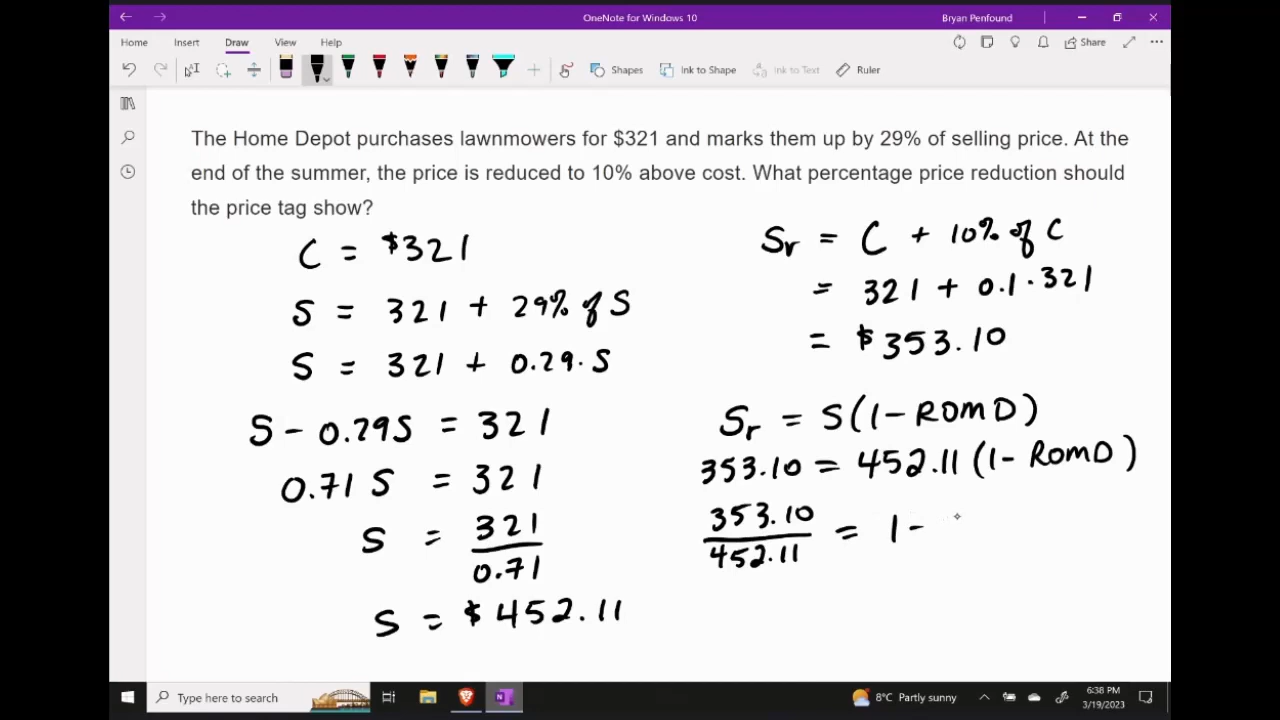 OneNote for Windows 10
Bryan Penfound
Home Insert Draw View Help
Share
Shapes Ink to Shape Ink to Text Ruler
The Home Depot purchases lawnmowers for $321 and marks them up by 29% of selling price. At the
end of the summer, the price is reduced to 10% above cost. What percentage price reduction should
the price tag show?
C = $321
S = 321 + 29% of S
S = 321 + 0.29 · S
S - 0.29S = 321
0.71 S = 321
S = 321/0.71
S = $452.11
Sr = C + 10% of C
= 321 + 0.1 · 321
= $353.10
Sr = S(1 - ROMD)
353.10 = 452.11 (1 - ROMD)
353.10/452.11 = 1 -
Type here to search
8°C Partly sunny
6:38 PM
3/19/2023